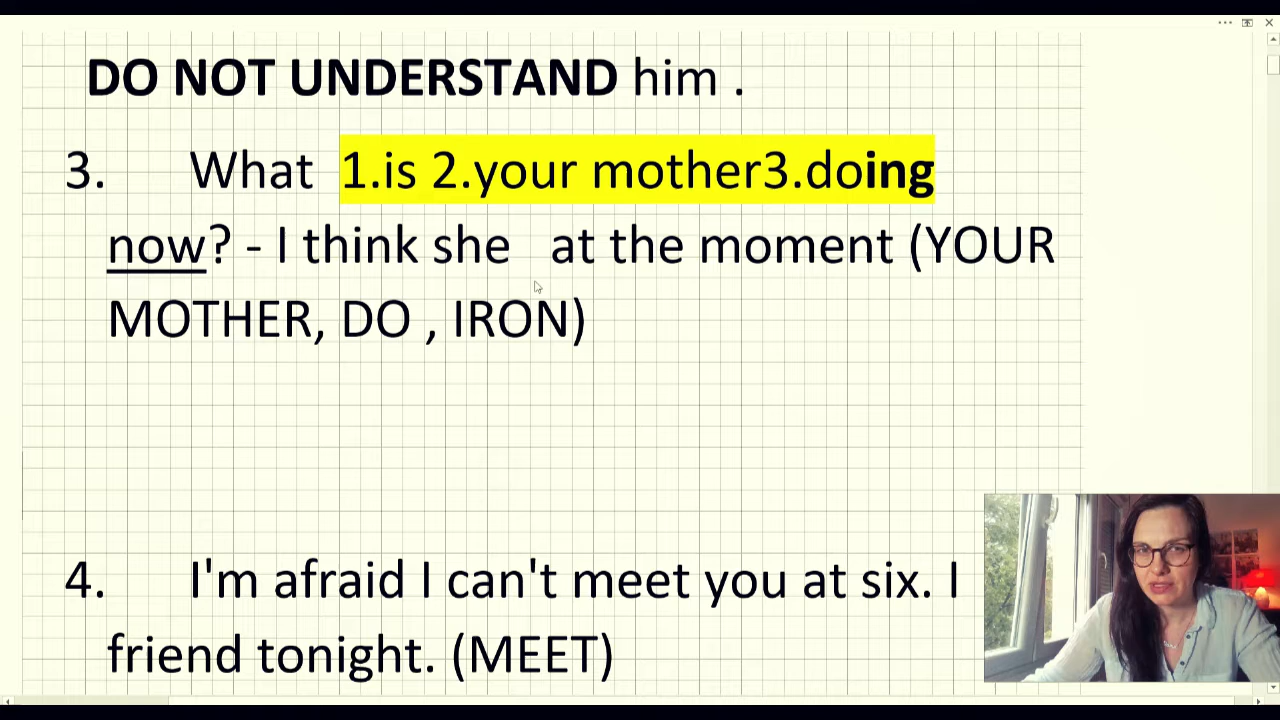 DO NOT UNDERSTAND him .
3. What 1.is 2.your mother3.doing
now? - I think she at the moment (YOUR
MOTHER, DO , IRON)
4. I'm afraid I can't meet you at six. I
friend tonight. (MEET)